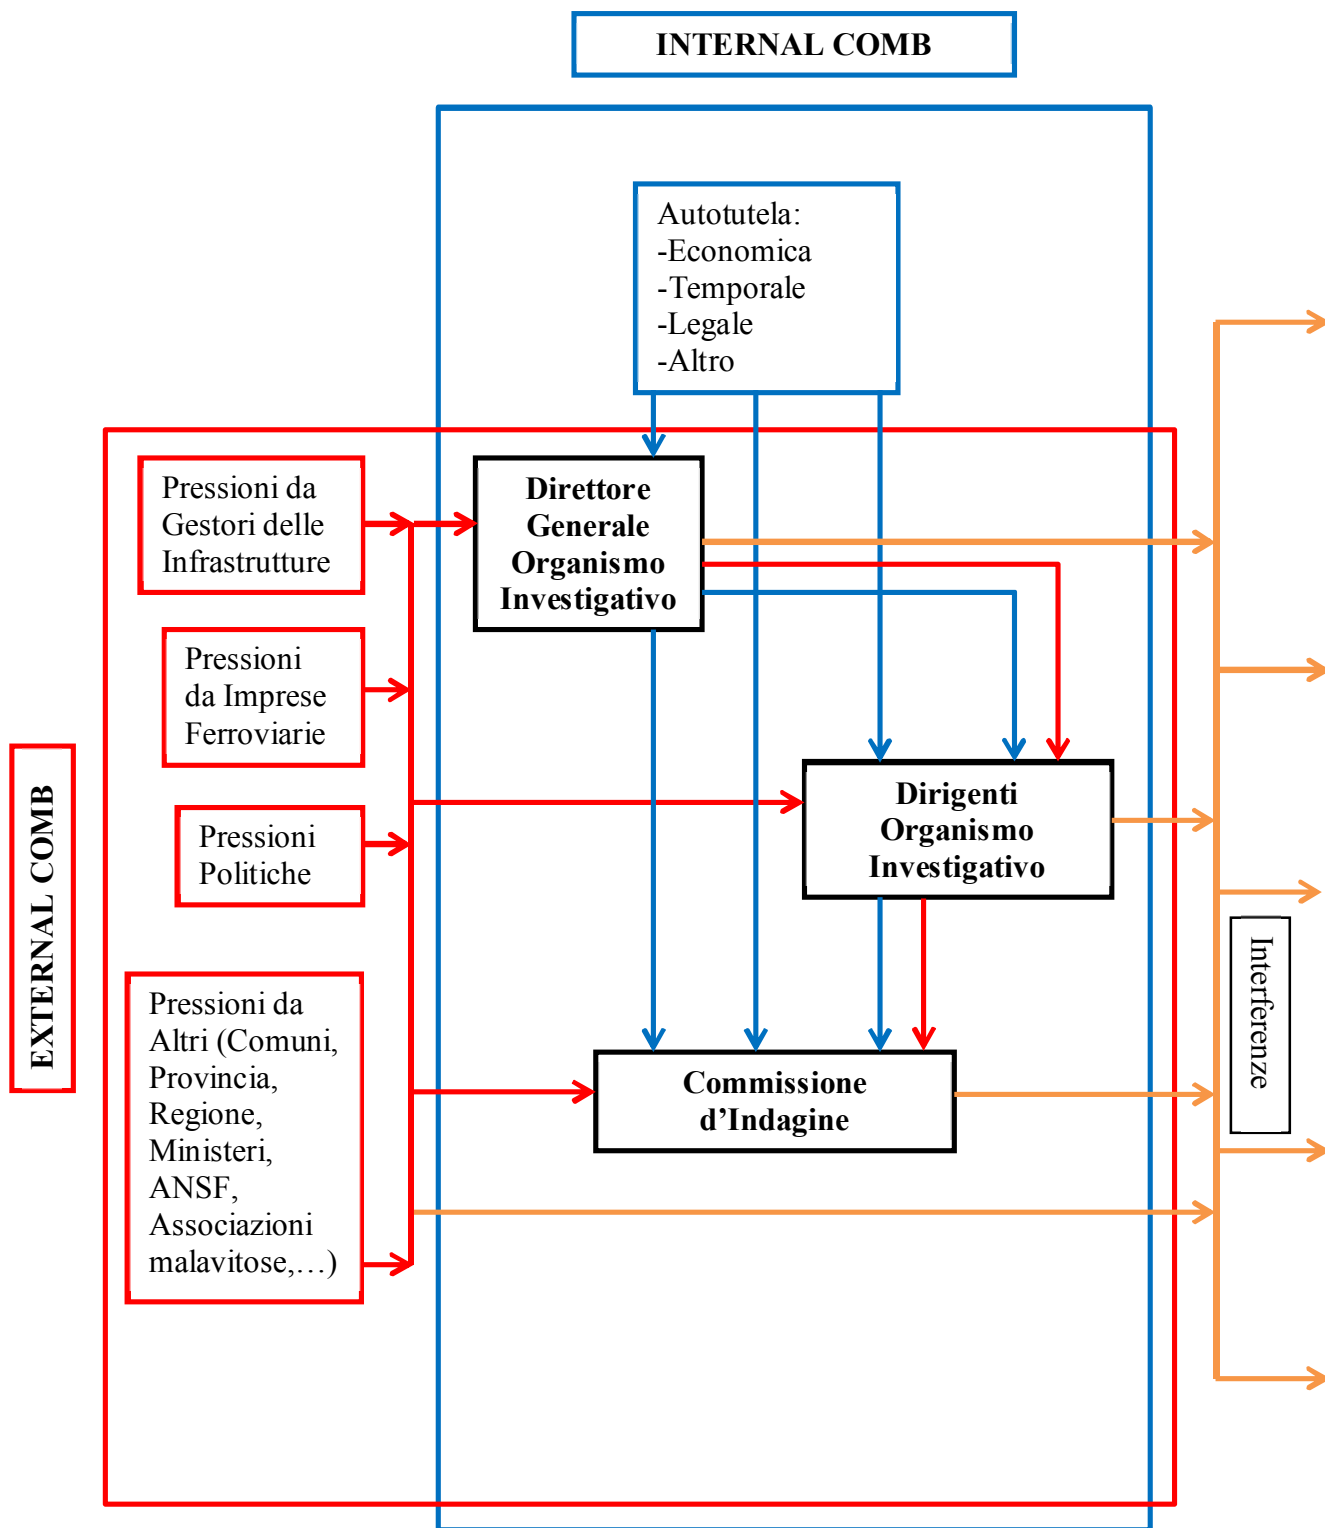 INTERNAL COMB
Autotutela:
-Economica
-Temporale
-Legale
-Altro
Pressioni da
Gestori delle
Infrastrutture
Direttore
Generale
Organismo
Investigativo
Pressioni
da Imprese
Ferroviarie
Dirigenti
Organismo
Investigativo
Pressioni
Politiche
EXTERNAL COMB
Pressioni da
Altri (Comuni,
Provincia,
Regione,
Ministeri,
ANSF,
Associazioni
malavitose,…)
Commissione
d’Indagine
Interferenze